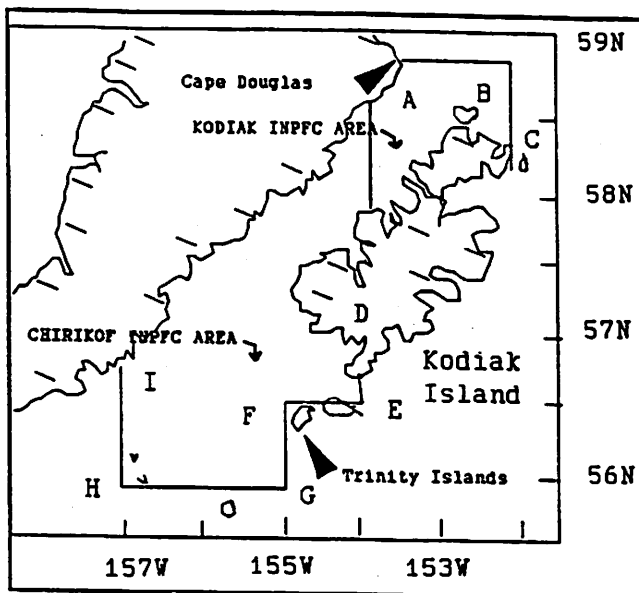 59N
Cape Douglas
A
B
KODIAK INPFC AREA
C
58N
D
57N
CHIRIKOF INPFC AREA
Kodiak
Island
I
F
E
56N
H
G
Trinity Islands
157W
155W
153W